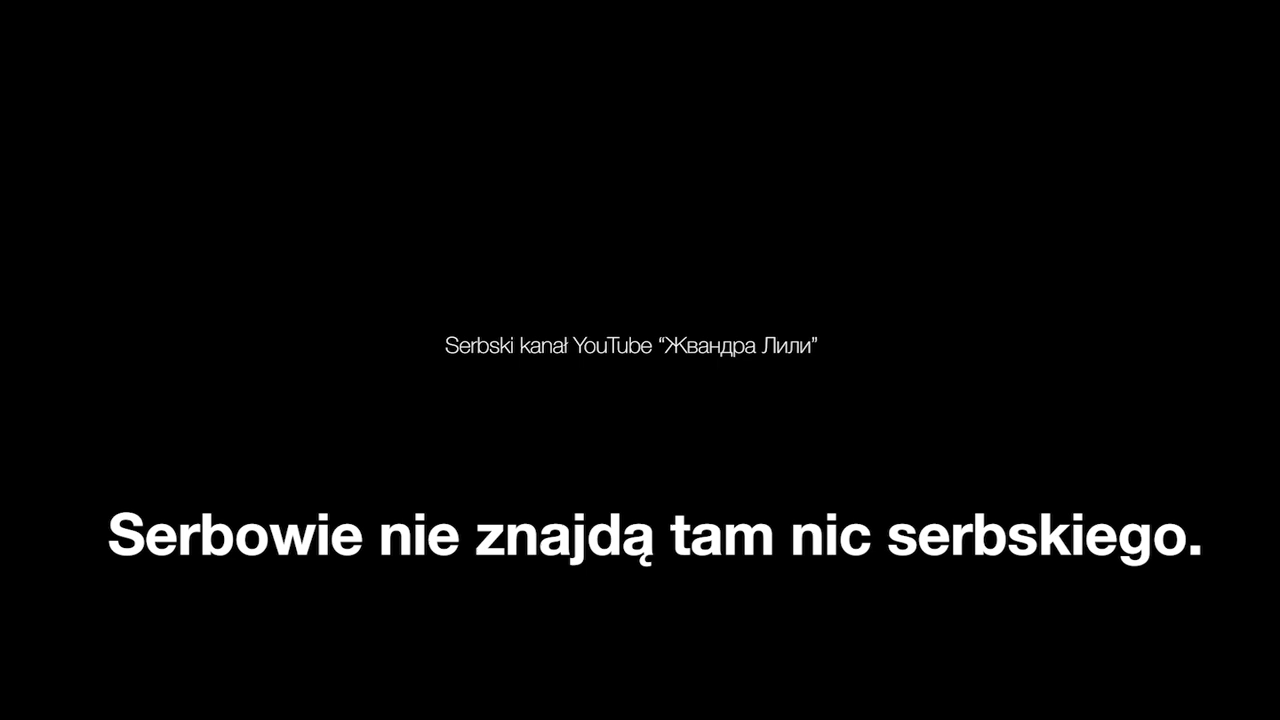 Serbski kanał YouTube “Жвандра Лили”
Serbowie nie znajdą tam nic serbskiego.